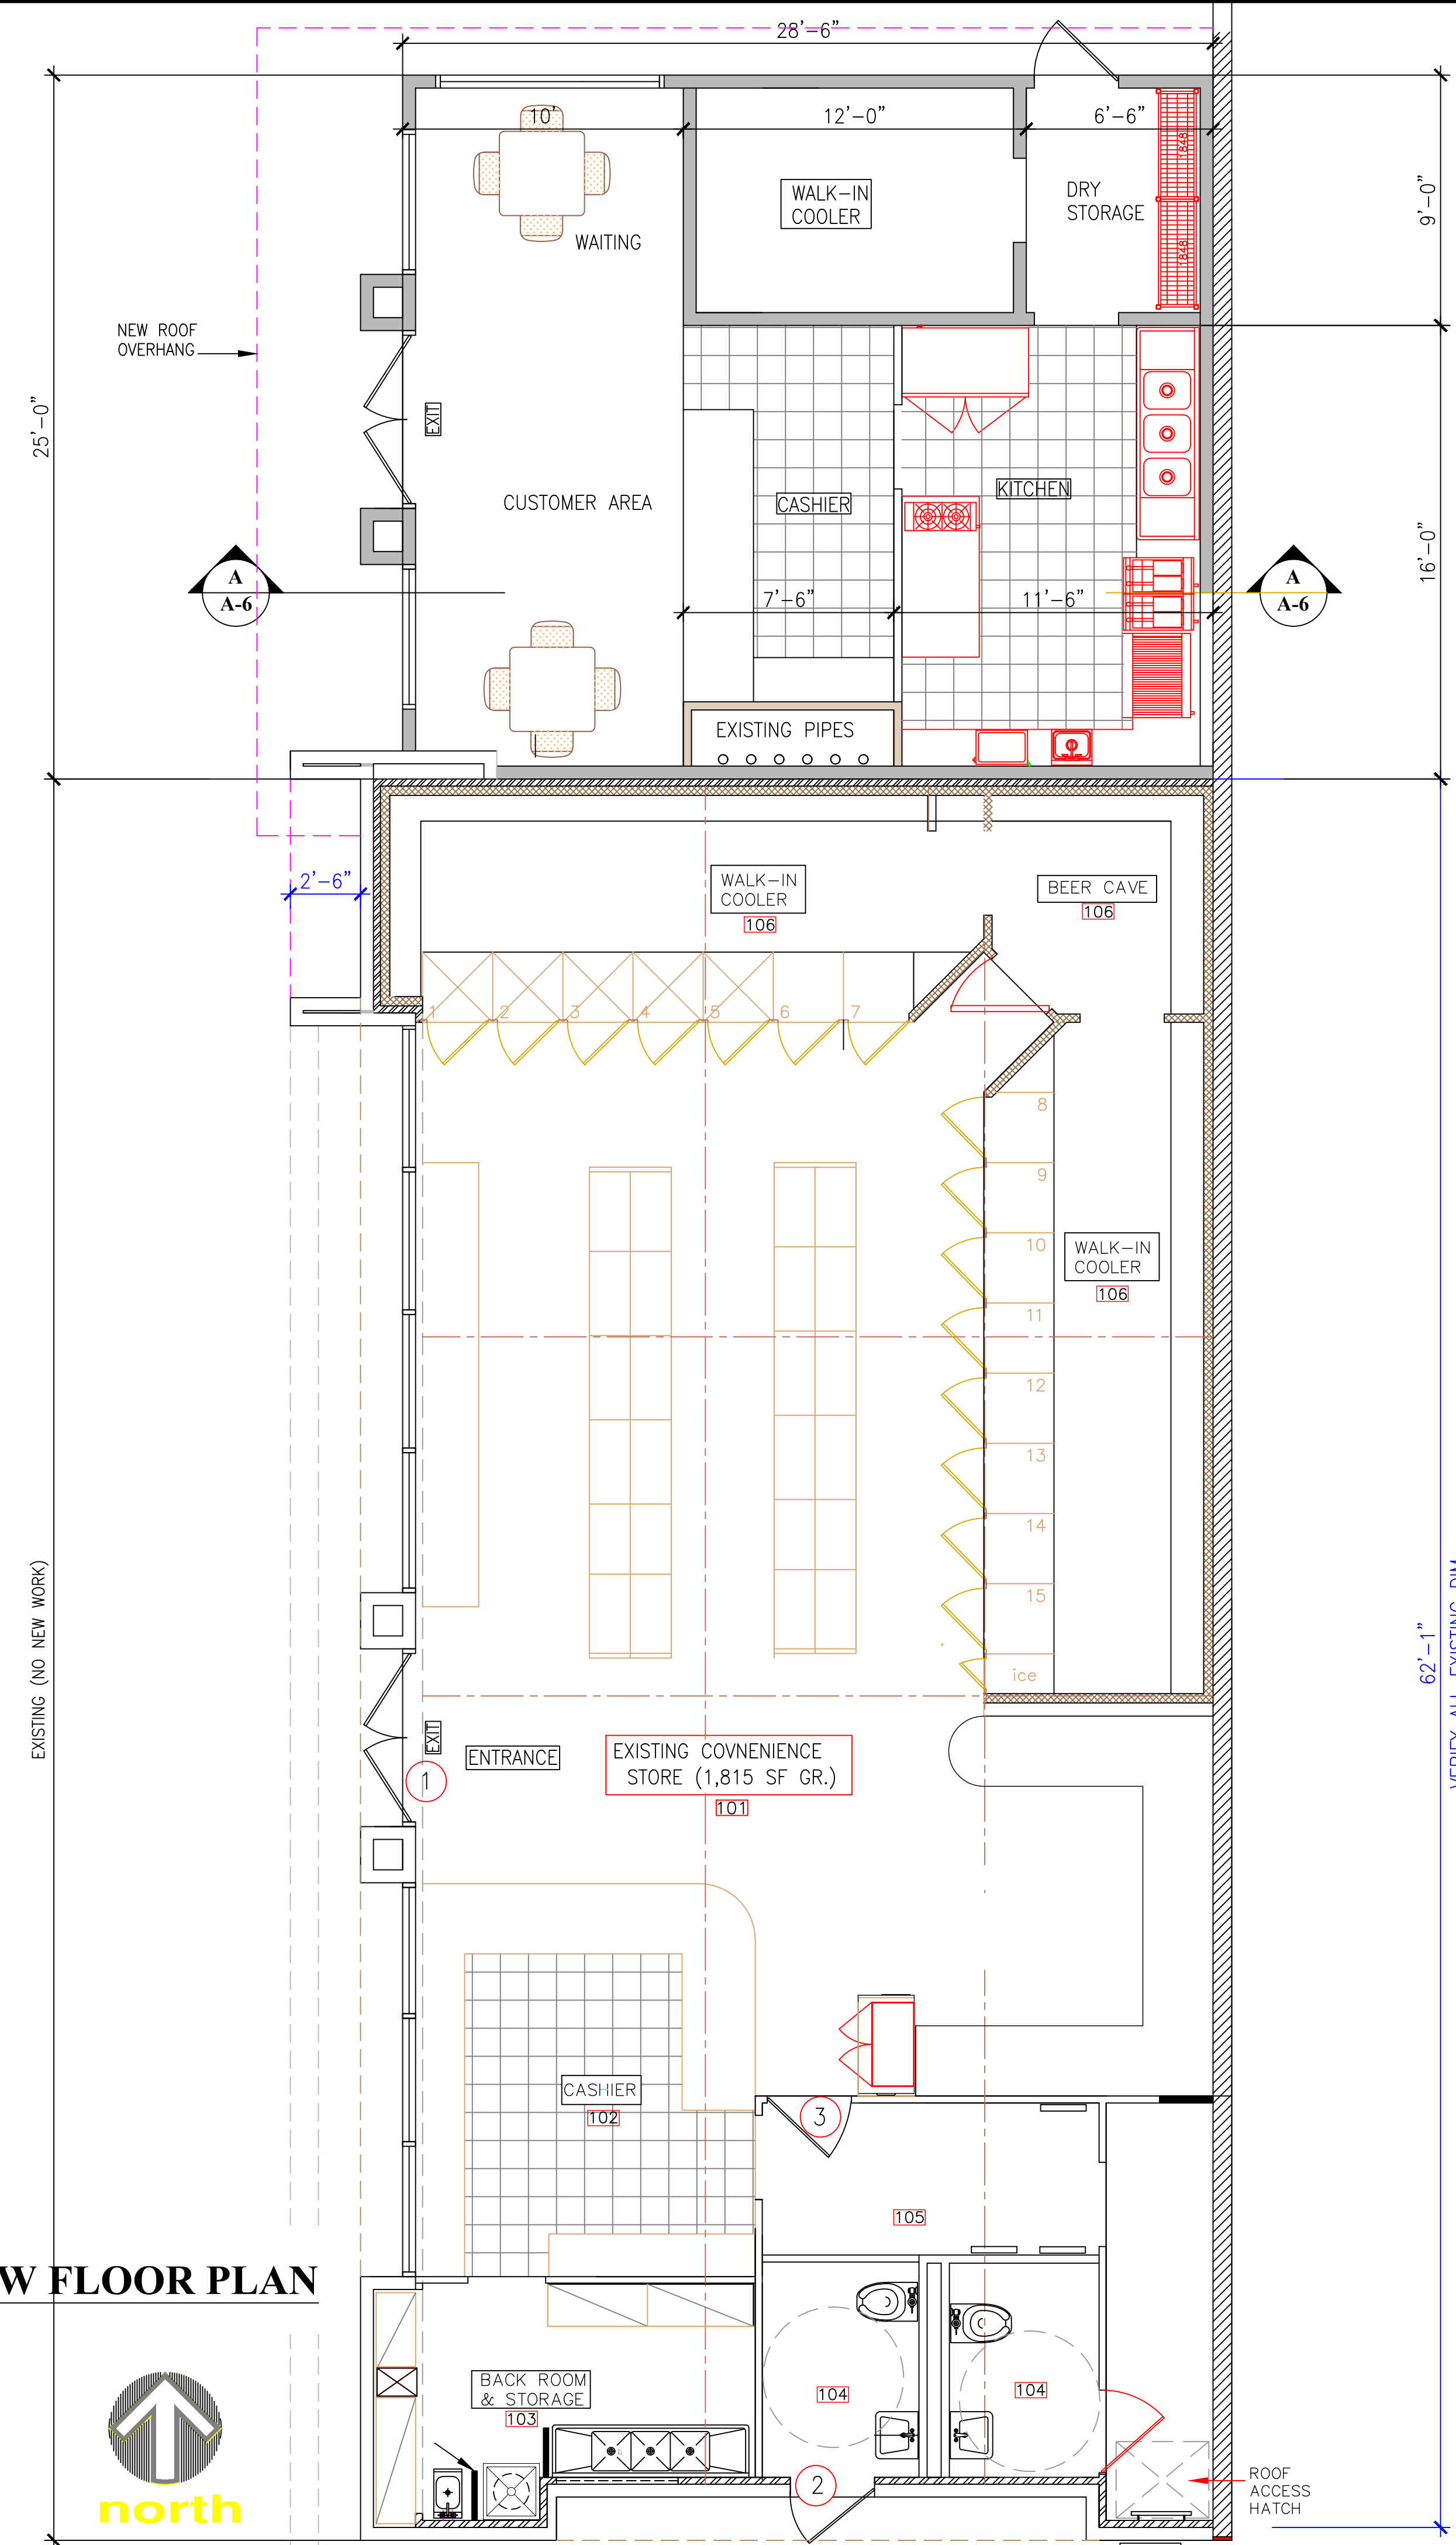 28'-6"
10'
12'-0"
6'-6"
1848
WALK-IN
COOLER
DRY
STORAGE
9'-0"
WAITING
1848
NEW ROOF
OVERHANG
25'-0"
EXIT
CUSTOMER AREA
CASHIER
KITCHEN
16'-0"
A
A-6
7'-6"
11'-6"
A
A-6
EXISTING PIPES
2'-6"
WALK-IN
COOLER
106
BEER CAVE
106
1
2
3
4
5
6
7
8
9
10
WALK-IN
COOLER
106
11
12
13
14
15
ice
EXISTING (NO NEW WORK)
62'-1"
EXIT
ENTRANCE
EXISTING COVNENIENCE
STORE (1,815 SF GR.)
101
1
CASHIER
102
3
105
W FLOOR PLAN
BACK ROOM
& STORAGE
103
104
104
2
ROOF
ACCESS
HATCH
north